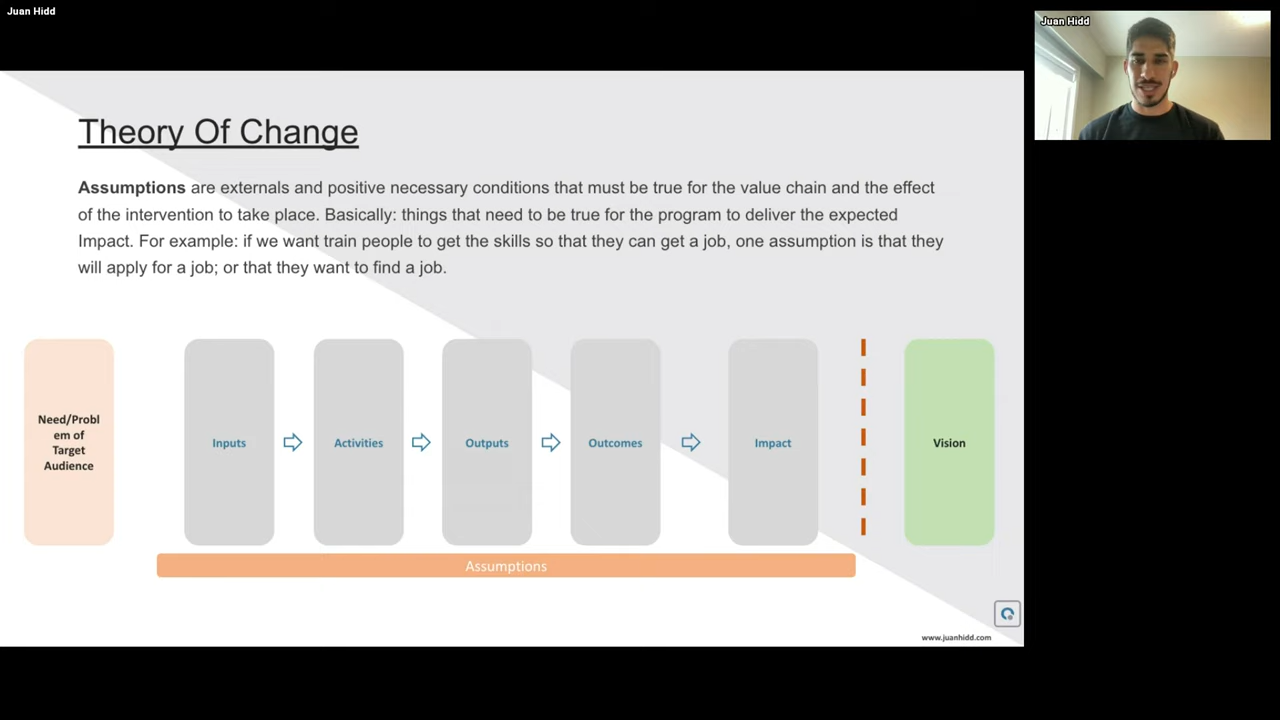 Juan Hidd
Juan Hidd
Theory Of Change
Assumptions are externals and positive necessary conditions that must be true for the value chain and the effect
of the intervention to take place. Basically: things that need to be true for the program to deliver the expected
Impact. For example: if we want train people to get the skills so that they can get a job, one assumption is that they
will apply for a job; or that they want to find a job.
Need/Probl
em of
Target
Audience
Inputs
Activities
Outputs
Outcomes
Impact
Vision
Assumptions
www.juanhidd.com